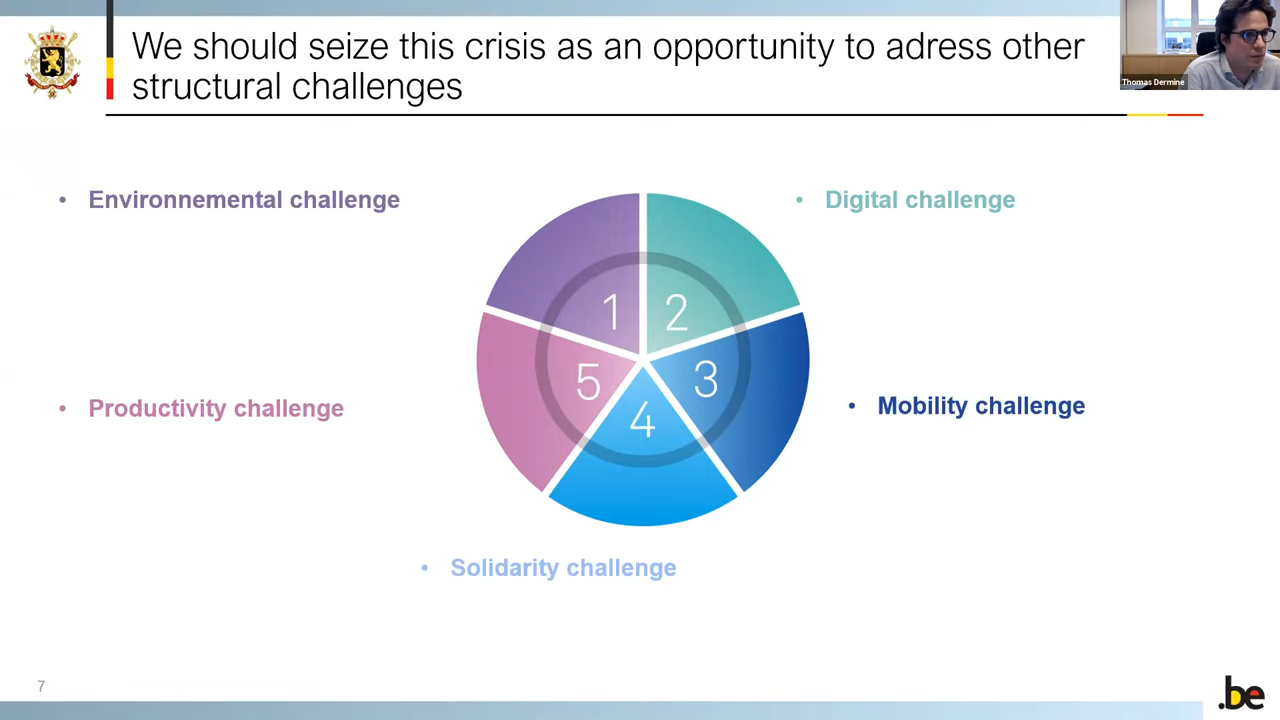 We should seize this crisis as an opportunity to adress other
structural challenges
Thomas Dermine
• Environnemental challenge
• Digital challenge
1
2
3
4
5
• Productivity challenge
• Mobility challenge
• Solidarity challenge
7
.be